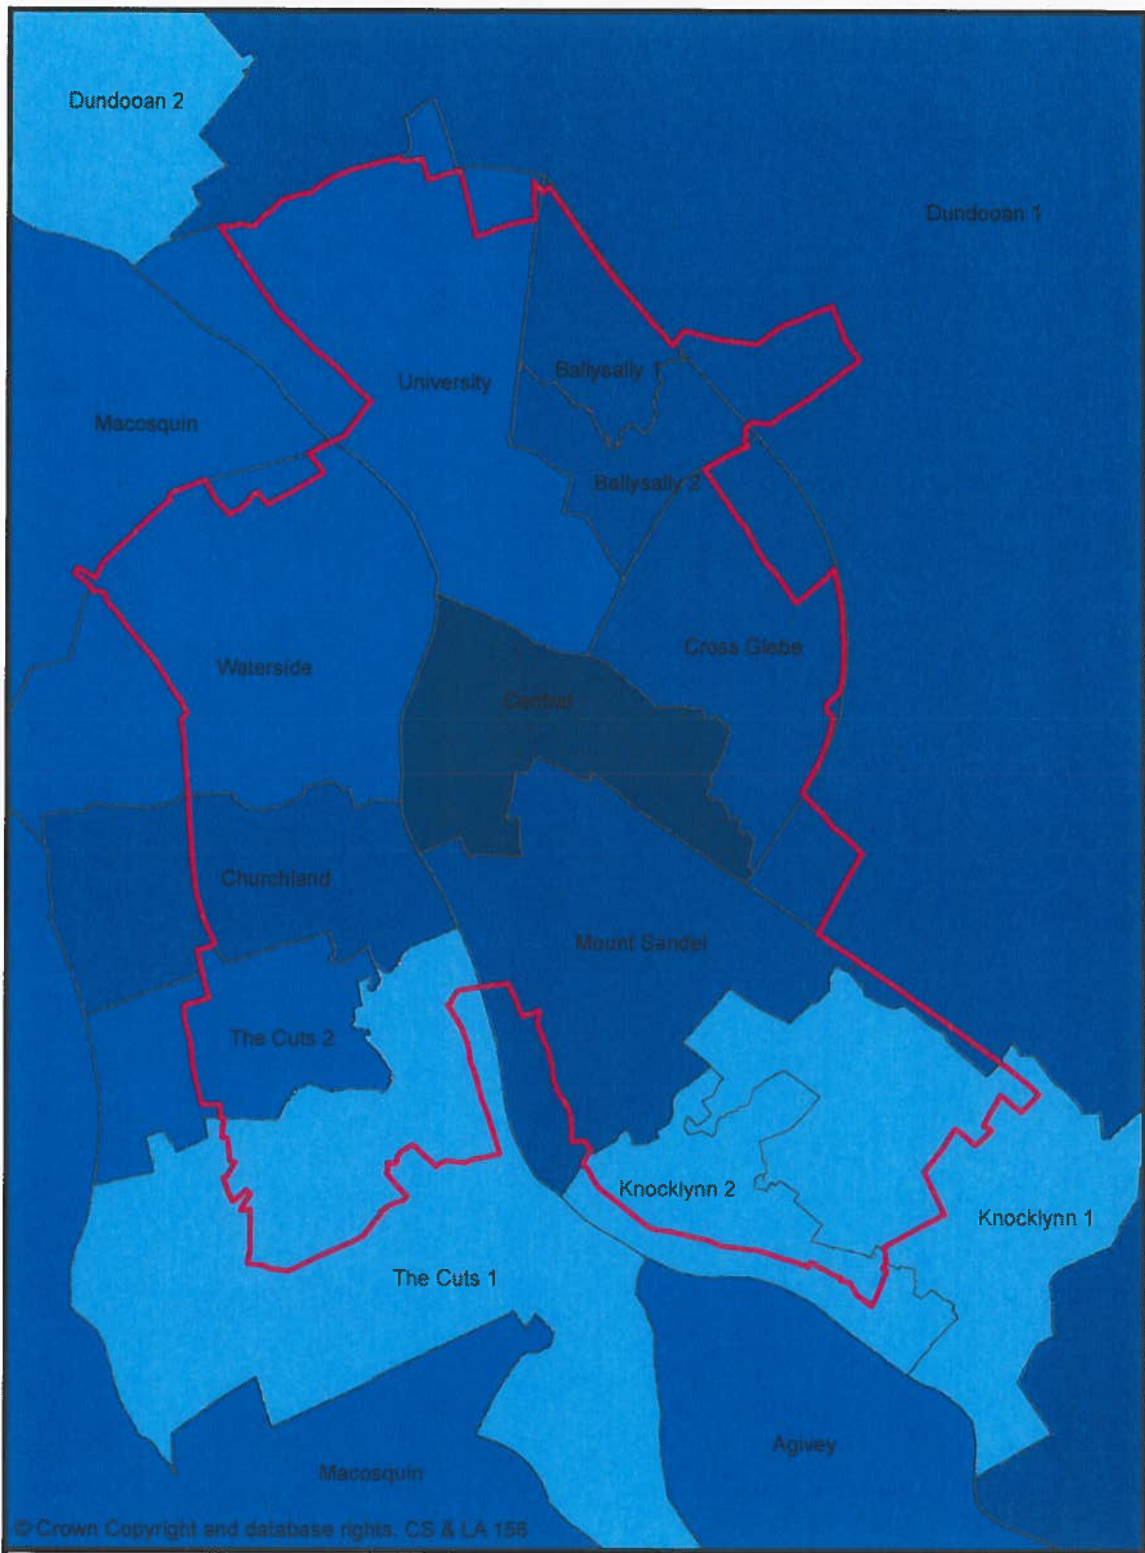 Dundooan 2
Dundooan 1
Ballysally 1
University
Macosquin
Ballysally 2
Cross Glebe
Waterside
Central
Churchland
Mount Sandel
The Cuts 2
Knocklynn 2
Knocklynn 1
The Cuts 1
Agivey
Macosquin
© Crown Copyright and database rights. CS & LA 156